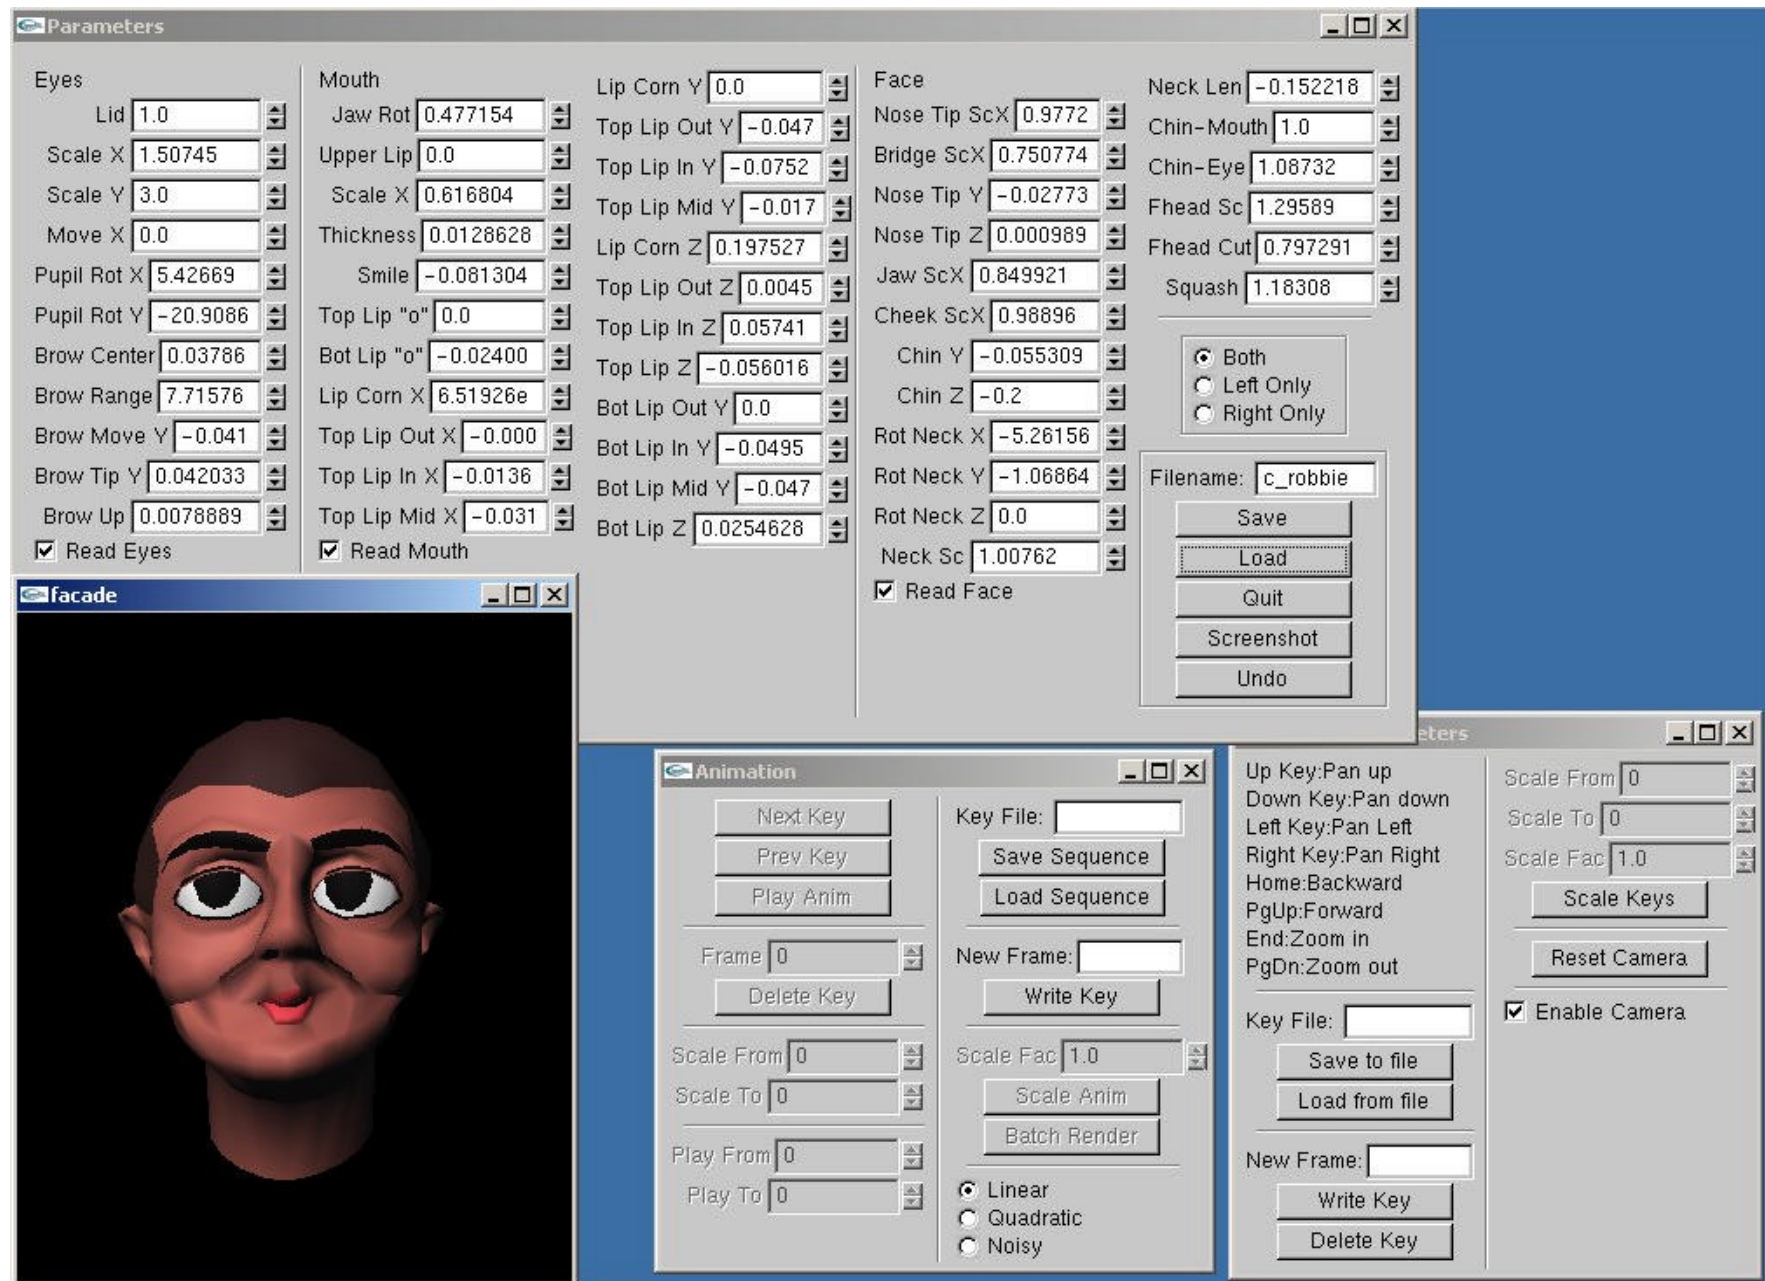 Parameters
Eyes
Lid 1.0
Scale X 1.50745
Scale Y 3.0
Move X 0.0
Pupil Rot X 5.42669
Pupil Rot Y -20.9086
Brow Center 0.03786
Brow Range 7.71576
Brow Move Y -0.041
Brow Tip Y 0.042033
Brow Up 0.0078889
Read Eyes
Mouth
Jaw Rot 0.477154
Upper Lip 0.0
Scale X 0.616804
Thickness 0.0128628
Smile -0.081304
Top Lip "o" 0.0
Bot Lip "o" -0.02400
Lip Corn X 6.51926e
Top Lip Out X -0.000
Top Lip In X -0.0136
Top Lip Mid X -0.031
Read Mouth
Lip Corn Y 0.0
Top Lip Out Y -0.047
Top Lip In Y -0.0752
Top Lip Mid Y -0.017
Lip Corn Z 0.197527
Top Lip Out Z 0.0045
Top Lip In Z 0.05741
Top Lip Z -0.056016
Bot Lip Out Y 0.0
Bot Lip In Y -0.0495
Bot Lip Mid Y -0.047
Bot Lip Z 0.0254628
Face
Nose Tip ScX 0.9772
Bridge ScX 0.750774
Nose Tip Y -0.02773
Nose Tip Z 0.000989
Jaw ScX 0.849921
Cheek ScX 0.98896
Chin Y -0.055309
Chin Z -0.2
Rot Neck X -5.26156
Rot Neck Y -1.06864
Rot Neck Z 0.0
Neck Sc 1.00762
Read Face
Neck Len -0.152218
Chin-Mouth 1.0
Chin-Eye 1.08732
Fhead Sc 1.29589
Fhead Cut 0.797291
Squash 1.18308
Both
Left Only
Right Only
Filename: c_robbie
Save
Load
Quit
Screenshot
Undo
facade
Animation
Next Key
Prev Key
Play Anim
Frame 0
Delete Key
Scale From 0
Scale To 0
Play From 0
Play To 0
Key File:
Save Sequence
Load Sequence
New Frame:
Write Key
Scale Fac 1.0
Scale Anim
Batch Render
Linear
Quadratic
Noisy
eters
Up Key:Pan up
Down Key:Pan down
Left Key:Pan Left
Right Key:Pan Right
Home:Backward
PgUp:Forward
End:Zoom in
PgDn:Zoom out
Key File:
Save to file
Load from file
New Frame:
Write Key
Delete Key
Scale From 0
Scale To 0
Scale Fac 1.0
Scale Keys
Reset Camera
Enable Camera